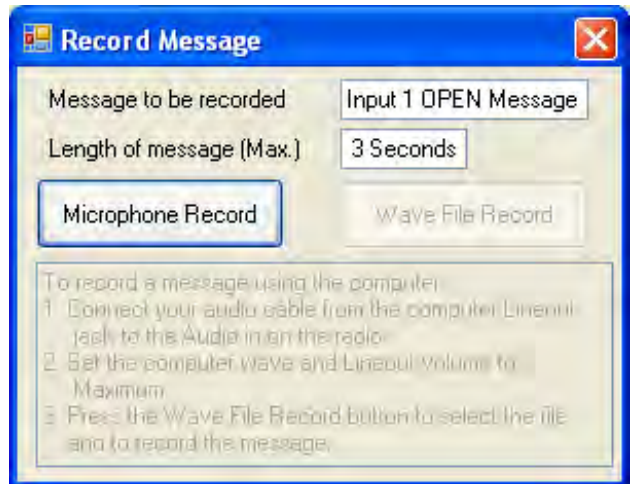 Record Message
Message to be recorded Input 1 OPEN Message
Length of message (Max.) 3 Seconds
Microphone Record Wave File Record
To record a message using the computer
1. Connect your audio cable from the computer Lineout
jack to the Audio in on the radio.
2. Set the computer wave and Lineout Volume to
Maximum
3. Press the Wave File Record button to select the file
and to record the message.